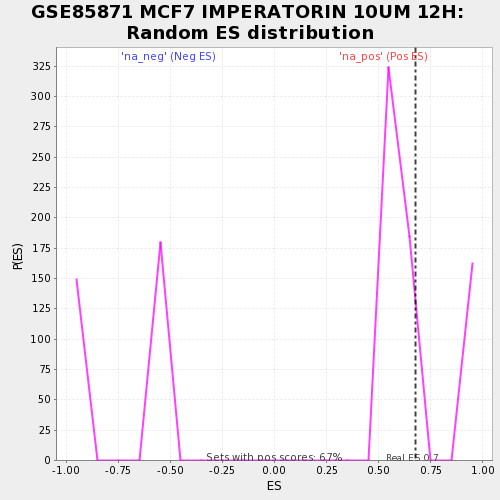 GSE85871 MCF7 IMPERATORIN 10UM 12H:
Random ES distribution
'na_neg' (Neg ES)
'na_pos' (Pos ES)
325
300
275
250
225
200
175
150
125
100
75
50
25
0
P(ES)
Sets with pos scores: 67%
Real ES 0.7
-1.00
-0.75
-0.50
-0.25
0.00
0.25
0.50
0.75
1.00
ES